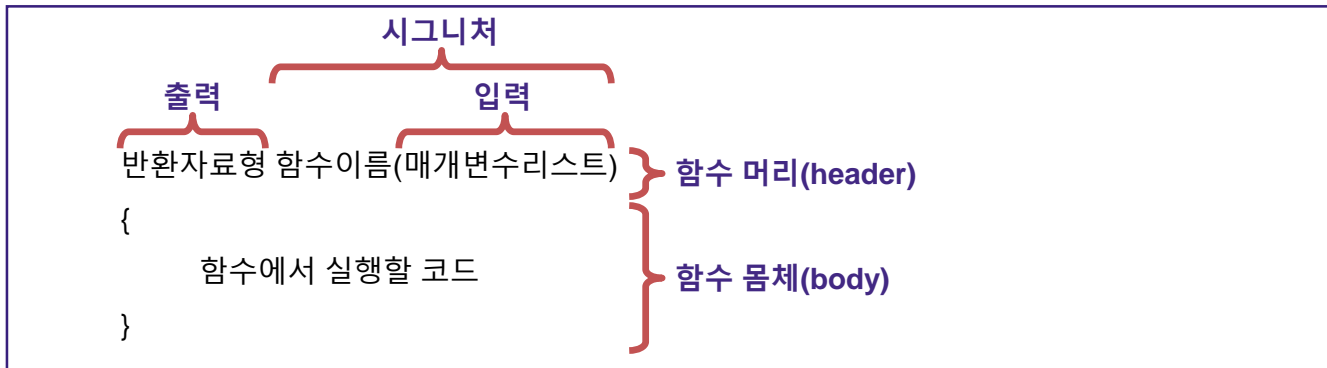 시그니처
출력 입력
반환자료형 함수이름(매개변수리스트) 함수 머리(header)
{
함수에서 실행할 코드 함수 몸체(body)
}